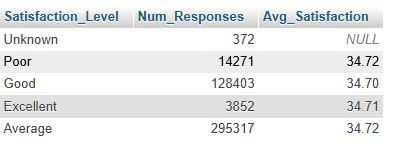 Satisfaction_Level Num_Responses Avg_Satisfaction
Unknown 372 NULL
Poor 14271 34.72
Good 128403 34.70
Excellent 3852 34.71
Average 295317 34.72